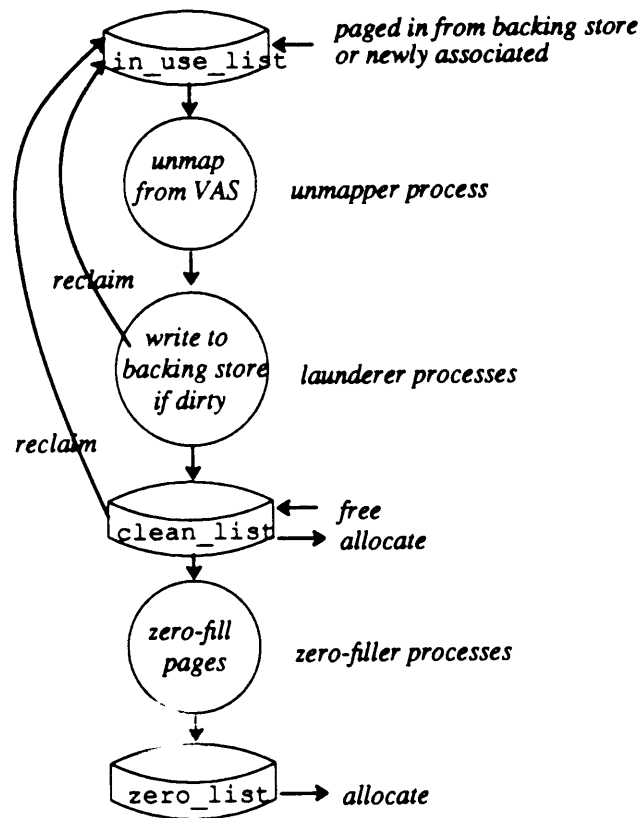 paged in from backing store
or newly associated
in_use_list
unmap
from VAS
unmapper process
reclaim
write to
backing store
if dirty
launderer processes
reclaim
free
clean_list
allocate
zero-fill
pages
zero-filler processes
zero_list
allocate